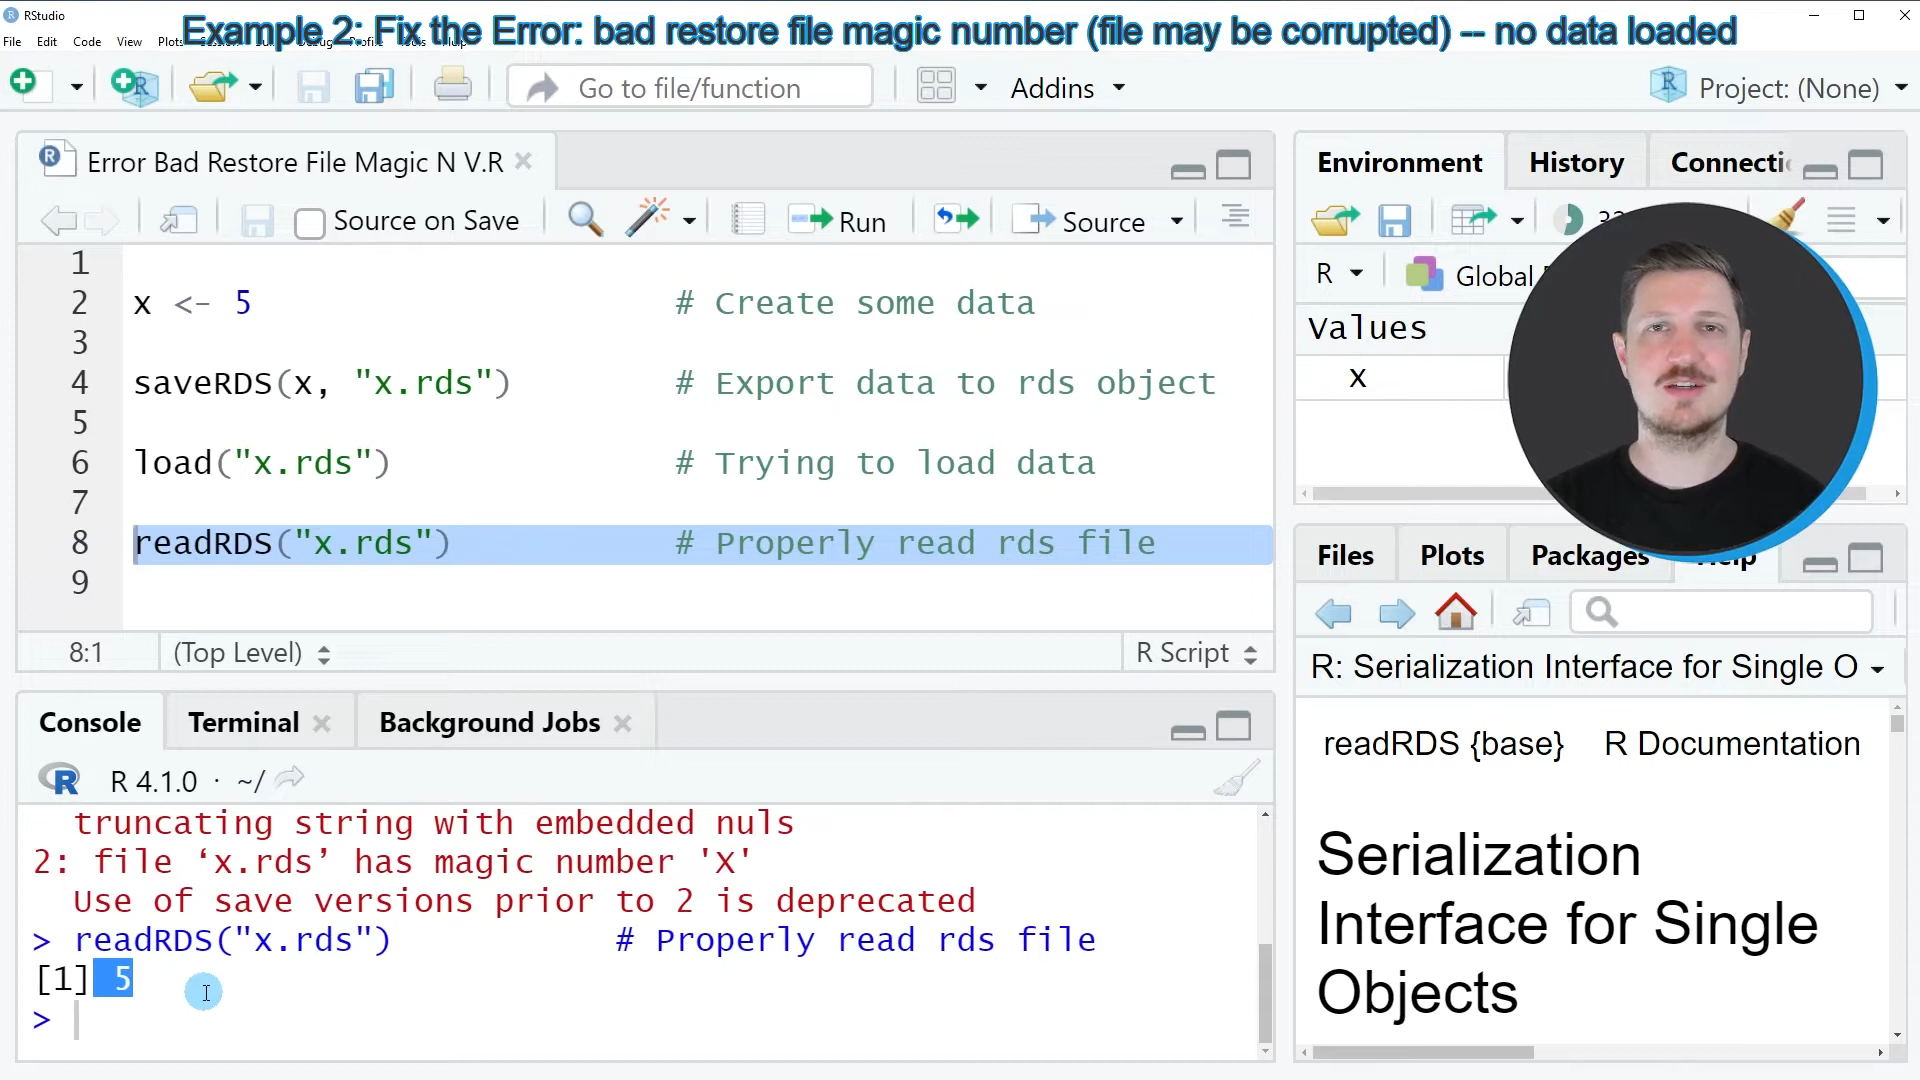 RStudio
Example 2: Fix the Error: bad restore file magic number (file may be corrupted) -- no data loaded
File Edit Code View Plots
Go to file/function
Addins
Project: (None)
Error Bad Restore File Magic N V.R
Source on Save
Run
Source
1
2 x <- 5 # Create some data
3
4 saveRDS(x, "x.rds") # Export data to rds object
5
6 load("x.rds") # Trying to load data
7
8 readRDS("x.rds") # Properly read rds file
9
8:1 (Top Level) R Script
Console Terminal Background Jobs
R 4.1.0 · ~/
truncating string with embedded nuls
2: file ‘x.rds’ has magic number 'X'
Use of save versions prior to 2 is deprecated
> readRDS("x.rds") # Properly read rds file
[1] 5
>
Environment History Connecti
R Global
Values
x
Files Plots Packages Help
R: Serialization Interface for Single O
readRDS {base} R Documentation
Serialization
Interface for Single
Objects